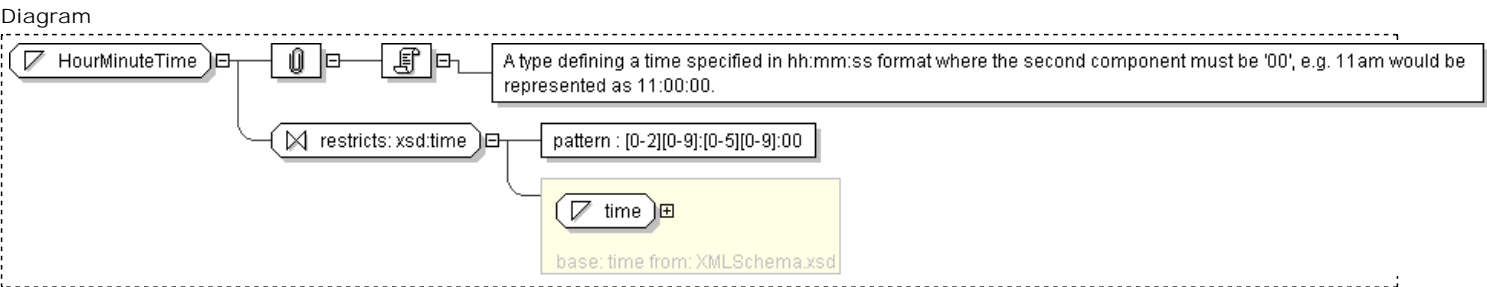 Diagram
HourMinuteTime
A type defining a time specified in hh:mm:ss format where the second component must be '00', e.g. 11am would be
represented as 11:00:00.
restricts: xsd:time
pattern : [0-2][0-9]:[0-5][0-9]:00
time
base: time from: XMLSchema.xsd